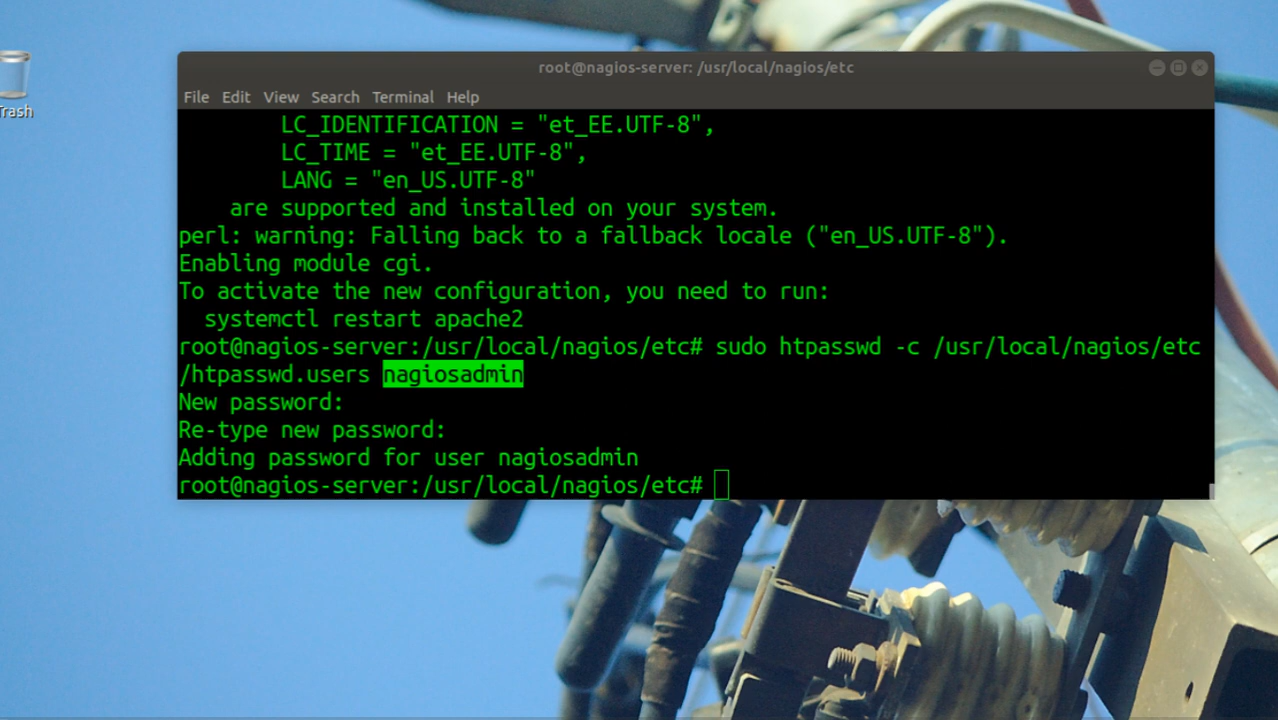 Trash
root@nagios-server: /usr/local/nagios/etc
File Edit View Search Terminal Help
LC_IDENTIFICATION = "et_EE.UTF-8",
LC_TIME = "et_EE.UTF-8",
LANG = "en_US.UTF-8"
are supported and installed on your system.
perl: warning: Falling back to a fallback locale ("en_US.UTF-8").
Enabling module cgi.
To activate the new configuration, you need to run:
systemctl restart apache2
root@nagios-server:/usr/local/nagios/etc# sudo htpasswd -c /usr/local/nagios/etc
/htpasswd.users nagiosadmin
New password:
Re-type new password:
Adding password for user nagiosadmin
root@nagios-server:/usr/local/nagios/etc#